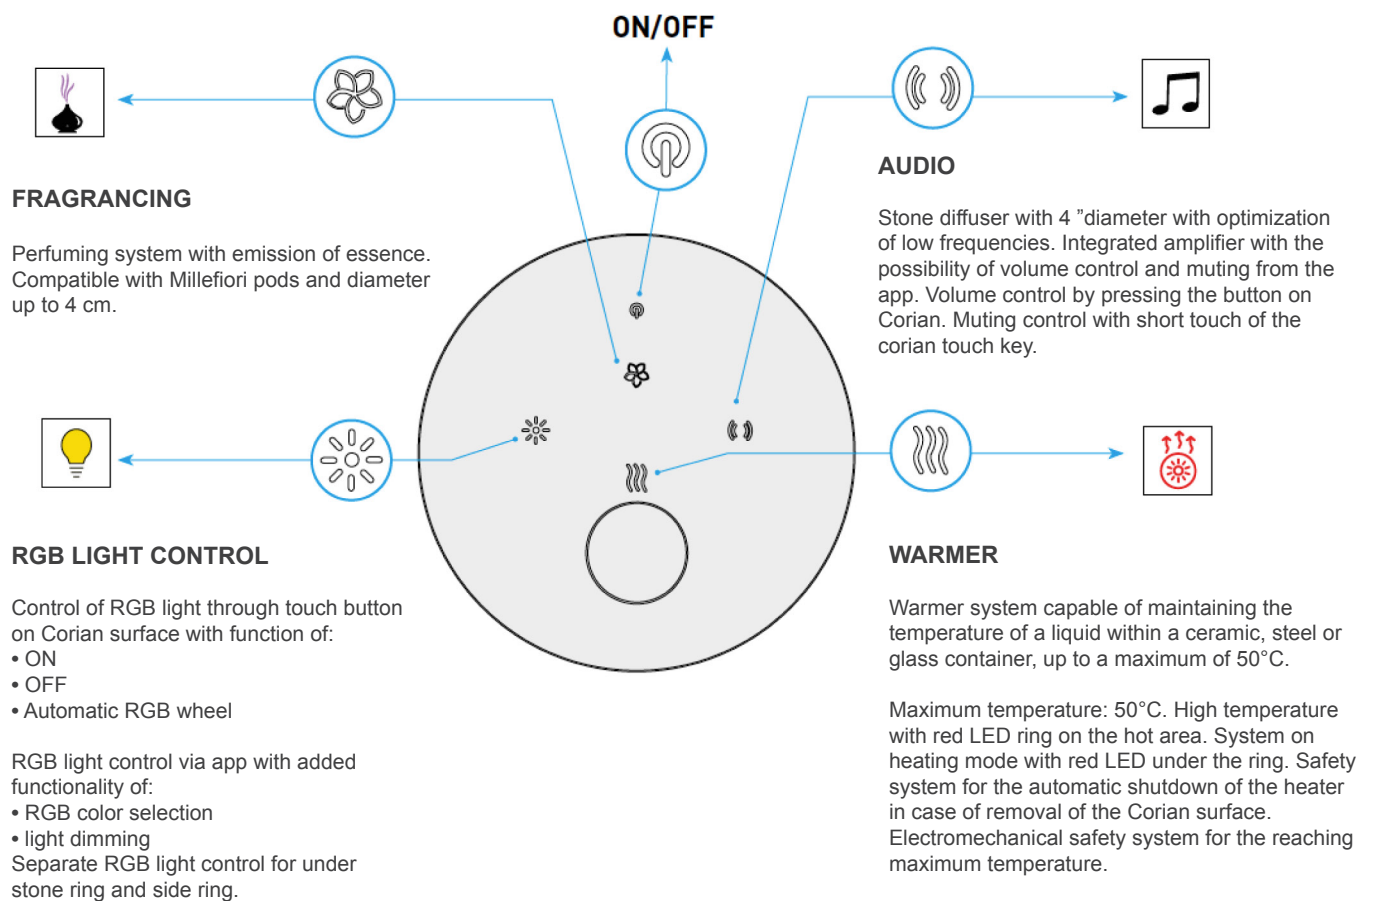 ON/OFF
FRAGRANCING
Perfuming system with emission of essence.
Compatible with Millefiori pods and diameter
up to 4 cm.
AUDIO
Stone diffuser with 4 ”diameter with optimization
of low frequencies. Integrated amplifier with the
possibility of volume control and muting from the
app. Volume control by pressing the button on
Corian. Muting control with short touch of the
corian touch key.
RGB LIGHT CONTROL
Control of RGB light through touch button
on Corian surface with function of:
• ON
• OFF
• Automatic RGB wheel
RGB light control via app with added
functionality of:
• RGB color selection
• light dimming
Separate RGB light control for under
stone ring and side ring.
WARMER
Warmer system capable of maintaining the
temperature of a liquid within a ceramic, steel or
glass container, up to a maximum of 50°C.
Maximum temperature: 50°C. High temperature
with red LED ring on the hot area. System on
heating mode with red LED under the ring. Safety
system for the automatic shutdown of the heater
in case of removal of the Corian surface.
Electromechanical safety system for the reaching
maximum temperature.